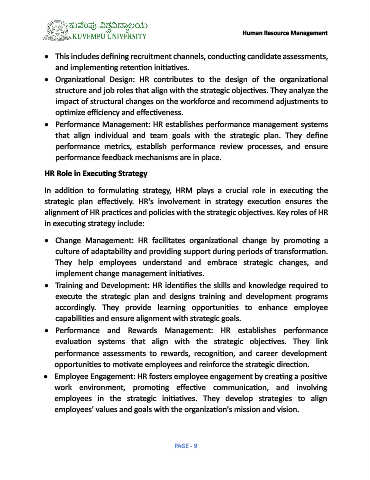 ಕುವೆಂಪು ವಿಶ್ವವಿದ್ಯಾಲಯ
KUVEMPU UNIVERSITY
Human Resource Management
• This includes defining recruitment channels, conducting candidate assessments,
and implementing retention initiatives.
• Organizational Design: HR contributes to the design of the organizational
structure and job roles that align with the strategic objectives. They analyze the
impact of structural changes on the workforce and recommend adjustments to
optimize efficiency and effectiveness.
• Performance Management: HR establishes performance management systems
that align individual and team goals with the strategic plan. They define
performance metrics, establish performance review processes, and ensure
performance feedback mechanisms are in place.
HR Role in Executing Strategy
In addition to formulating strategy, HRM plays a crucial role in executing the
strategic plan effectively. HR's involvement in strategy execution ensures the
alignment of HR practices and policies with the strategic objectives. Key roles of HR
in executing strategy include:
• Change Management: HR facilitates organizational change by promoting a
culture of adaptability and providing support during periods of transformation.
They help employees understand and embrace strategic changes, and
implement change management initiatives.
• Training and Development: HR identifies the skills and knowledge required to
execute the strategic plan and designs training and development programs
accordingly. They provide learning opportunities to enhance employee
capabilities and ensure alignment with strategic goals.
• Performance and Rewards Management: HR establishes performance
evaluation systems that align with the strategic objectives. They link
performance assessments to rewards, recognition, and career development
opportunities to motivate employees and reinforce the strategic direction.
• Employee Engagement: HR fosters employee engagement by creating a positive
work environment, promoting effective communication, and involving
employees in the strategic initiatives. They develop strategies to align
employees' values and goals with the organization's mission and vision.
PAGE - 9